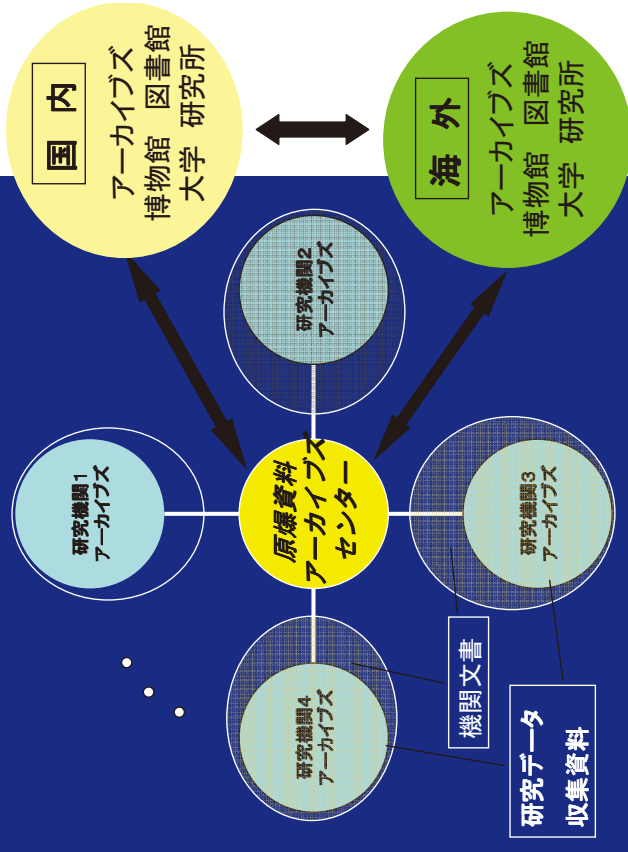 国 内
アーカイブズ
博物館 図書館
大学 研究所
海 外
アーカイブズ
博物館 図書館
大学 研究所
研究機関1
アーカイブズ
研究機関2
アーカイブズ
原爆資料
アーカイブズ
センター
研究機関3
アーカイブズ
研究機関4
アーカイブズ
機関文書
研究データ
収集資料